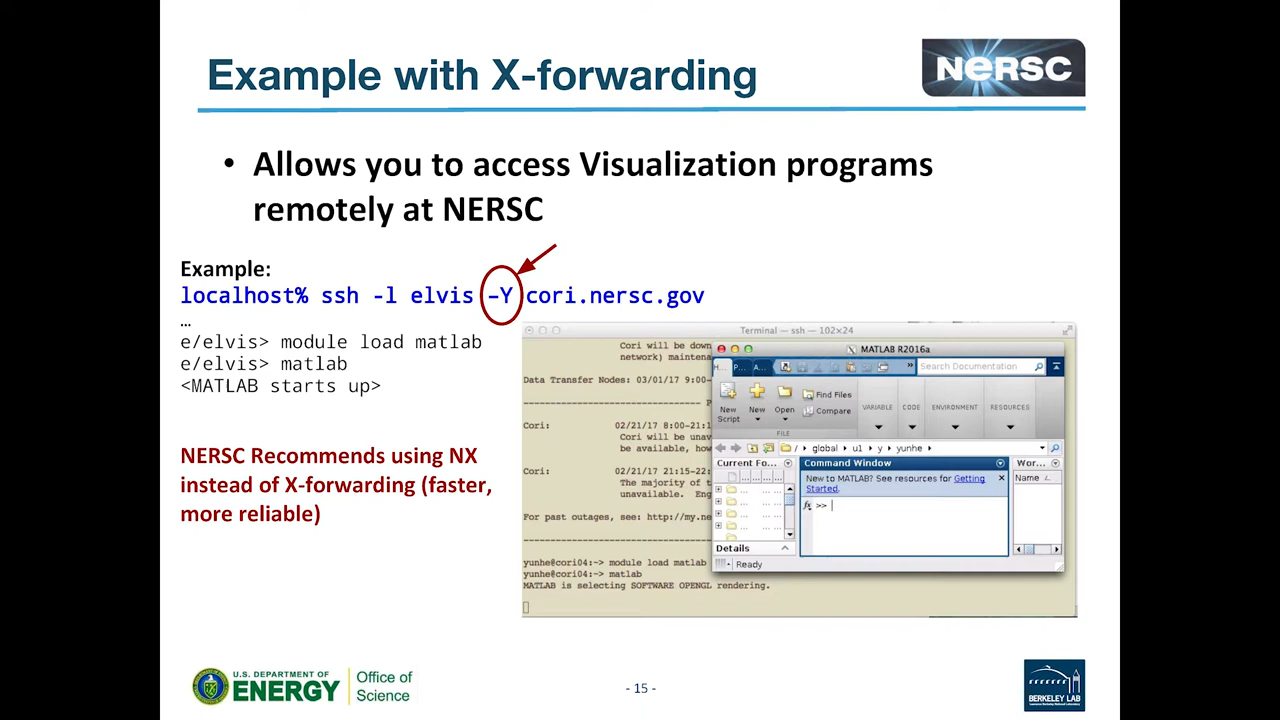 Example with X-forwarding
NERSC
• Allows you to access Visualization programs
remotely at NERSC
Example:
localhost% ssh -l elvis –Y cori.nersc.gov
…
e/elvis> module load matlab
e/elvis> matlab
<MATLAB starts up>
NERSC Recommends using NX
instead of X-forwarding (faster,
more reliable)
Terminal — ssh — 102×24
Cori will be down
network) maintena
Data Transfer Nodes: 03/01/17 9:00-
Cori: 02/21/17 8:00-21:1
Cori will be unav
be available, how
Cori: 02/21/17 21:15-22:
The majority of t
unavailable. Eng
For past outages, see: http://my.ne
yunhe@cori04:~> module load matlab
yunhe@cori04:~> matlab
MATLAB is selecting SOFTWARE OPENGL rendering.
MATLAB R2016a
H... P... A... Search Documentation
New Script
New
Open
Find Files
Compare
FILE
VARIABLE
CODE
ENVIRONMENT
RESOURCES
/ global u1 y yunhe
Current Fo...
Command Window
Wor...
New to MATLAB? See resources for Getting
Started.
Name
fx >>
Details
Ready
U.S. DEPARTMENT OF
ENERGY
Office of
Science
- 15 -
BERKELEY LAB